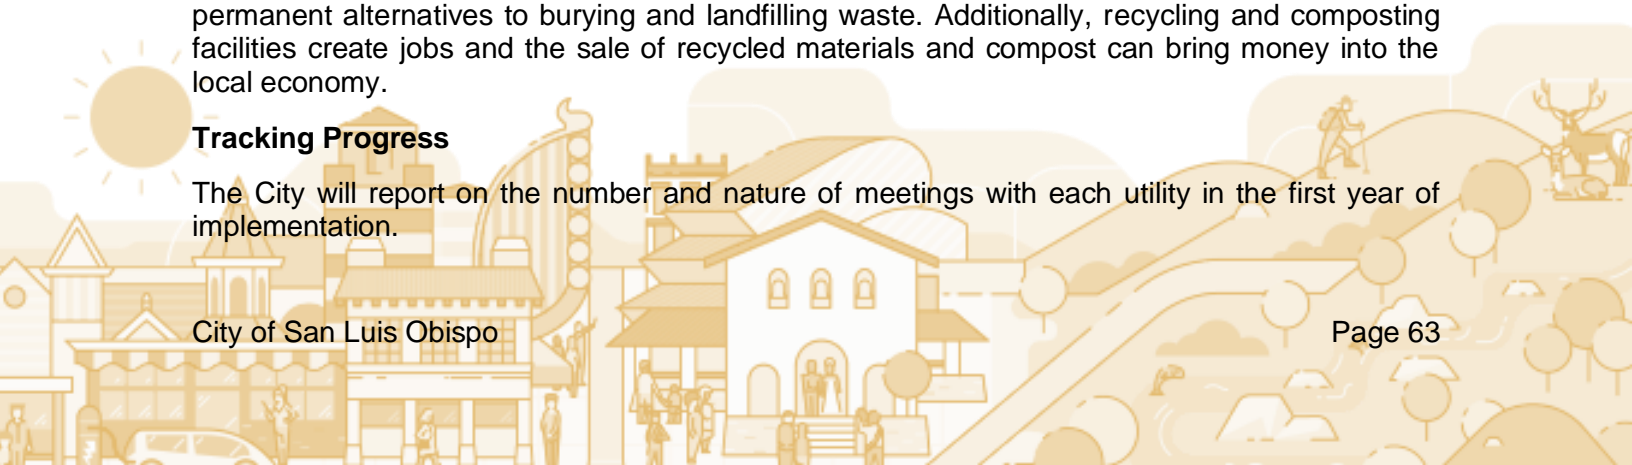 permanent alternatives to burying and landfilling waste. Additionally, recycling and composting
facilities create jobs and the sale of recycled materials and compost can bring money into the
local economy.
Tracking Progress
The City will report on the number and nature of meetings with each utility in the first year of
implementation.
City of San Luis Obispo Page 63